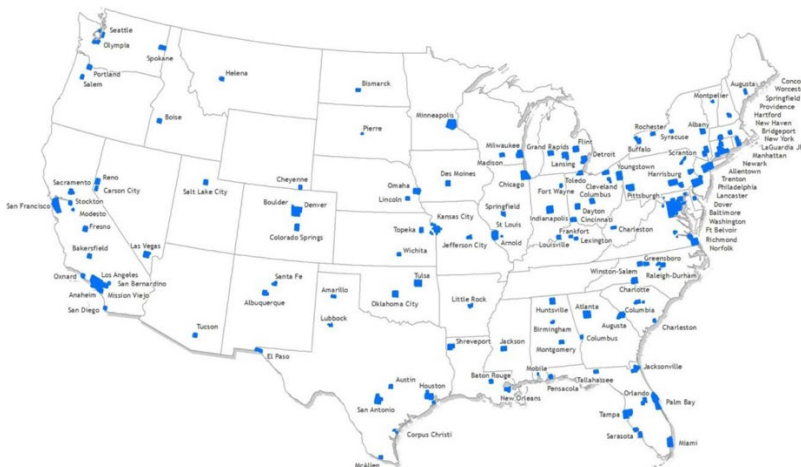 Seattle
Olympia
Spokane
Portland
Salem
Helena
Boise
Bismarck
Pierre
Minneapolis
Milwaukee
Madison
Grand Rapids
Lansing
Flint
Detroit
Chicago
Rochester
Syracuse
Buffalo
Albany
Montpelier
Augusta
Conco
Worceste
Springfield
Providence
Hartford
New Haven
Bridgeport
New York
LaGuardia JF
Manhattan
Newark
Allentown
Trenton
Philadelphia
Lancaster
Dover
Baltimore
Washington
Ft Belvoir
Richmond
Norfolk
Scranton
Harrisburg
Youngstown
Pittsburgh
Toledo
Cleveland
Columbus
Fort Wayne
Dayton
Cincinnati
Indianapolis
Frankfort
Louisville
Lexington
Charleston
Reno
Carson City
Sacramento
San Francisco
Stockton
Modesto
Fresno
Bakersfield
Las Vegas
Oxnard
Los Angeles
San Bernardino
Anaheim
Mission Viejo
San Diego
Salt Lake City
Cheyenne
Boulder
Denver
Colorado Springs
Omaha
Lincoln
Des Moines
Topeka
Kansas City
Wichita
Jefferson City
Springfield
St Louis
Arnold
Santa Fe
Albuquerque
Amarillo
Lubbock
Tulsa
Oklahoma City
Little Rock
Tucson
El Paso
Austin
San Antonio
Houston
Corpus Christi
McAllen
Shreveport
Jackson
Baton Rouge
New Orleans
Mobile
Pensacola
Tallahassee
Huntsville
Birmingham
Montgomery
Atlanta
Columbus
Augusta
Columbia
Charleston
Charlotte
Greensboro
Winston-Salem
Raleigh-Durham
Jacksonville
Orlando
Palm Bay
Tampa
Sarasota
Miami